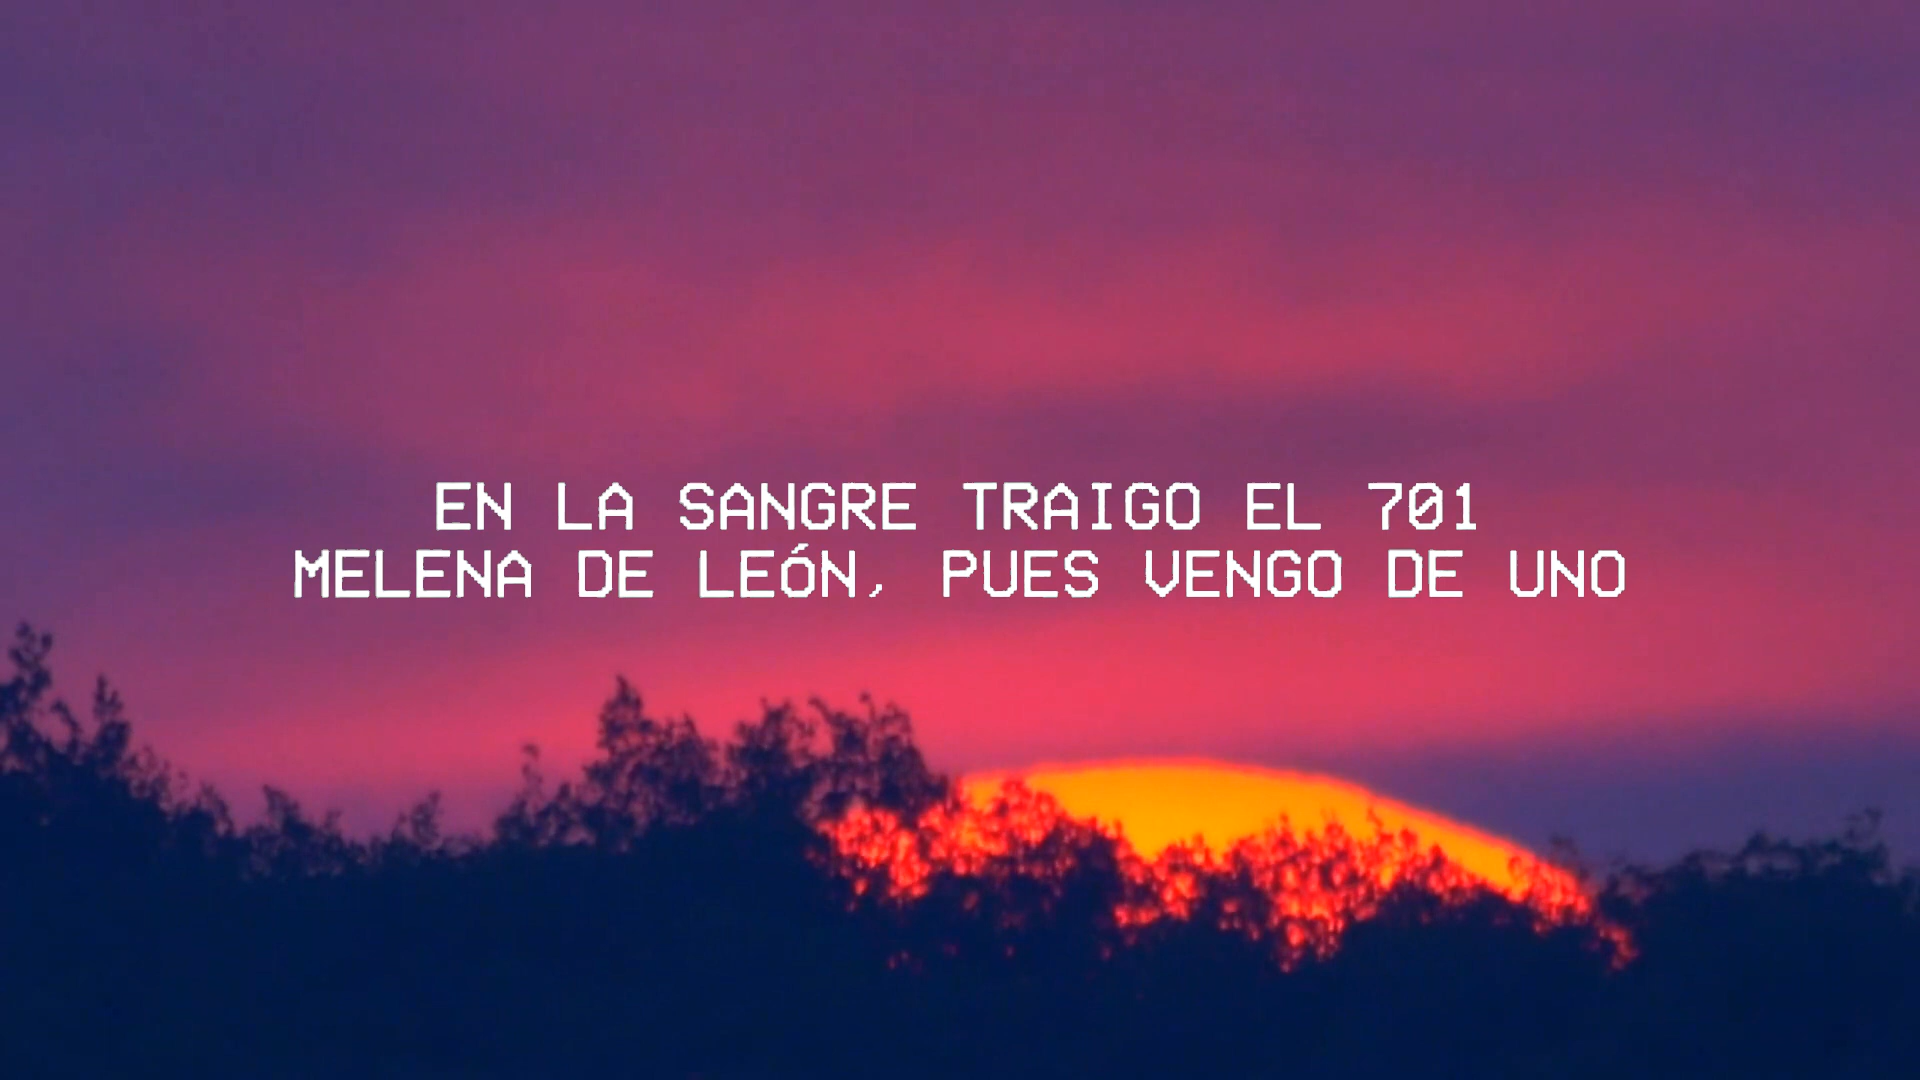 EN LA SANGRE TRAIGO EL 701
MELENA DE LEÓN, PUES VENGO DE UNO